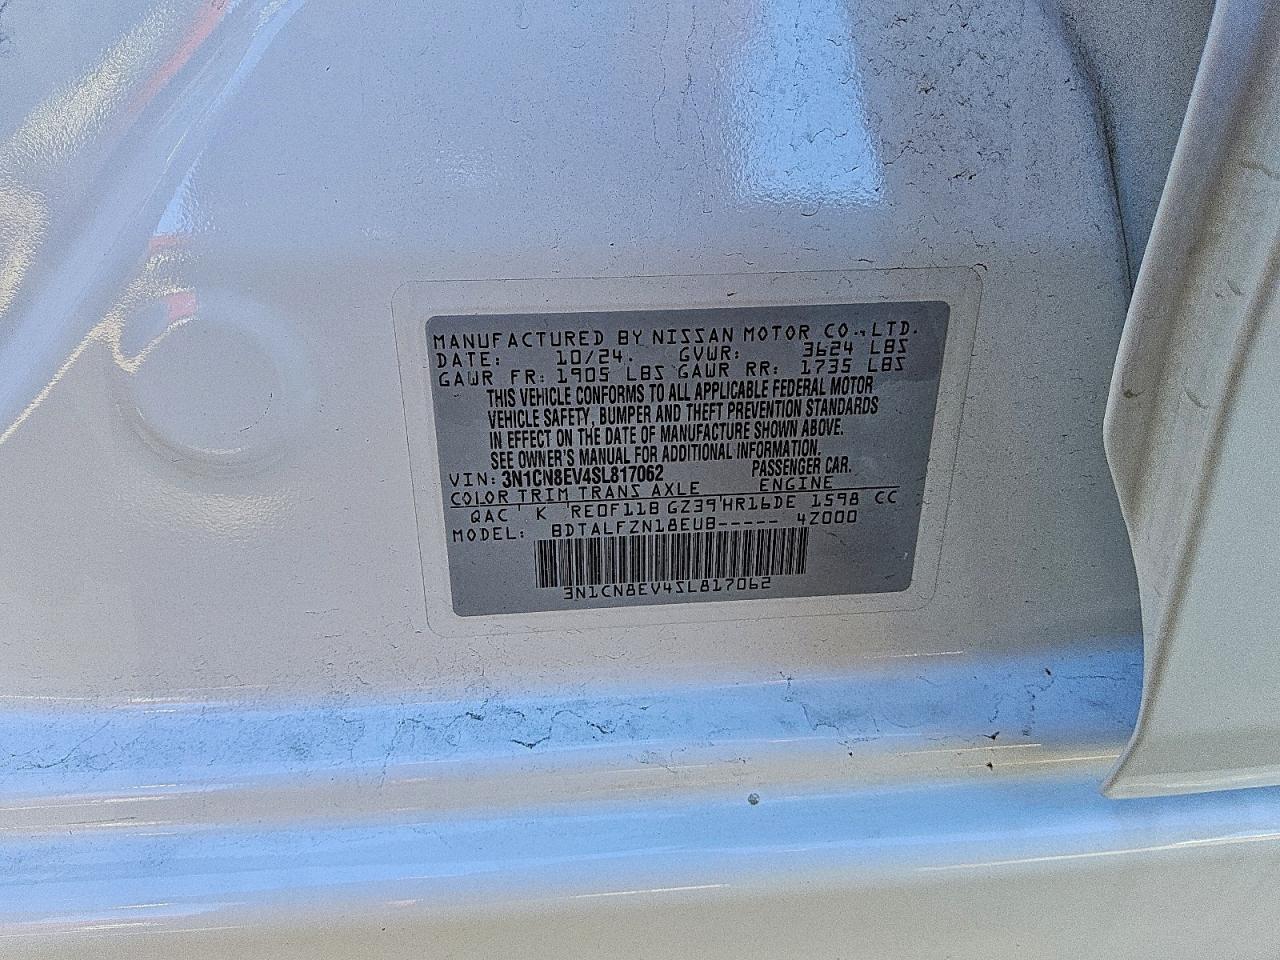 MANUFACTURED BY NISSAN MOTOR CO., LTD.
DATE: 10/24. GVWR: 3624 LBS
GAWR FR: 1905 LBS GAWR RR: 1735 LBS
THIS VEHICLE CONFORMS TO ALL APPLICABLE FEDERAL MOTOR
VEHICLE SAFETY, BUMPER AND THEFT PREVENTION STANDARDS
IN EFFECT ON THE DATE OF MANUFACTURE SHOWN ABOVE.
SEE OWNER'S MANUAL FOR ADDITIONAL INFORMATION.
VIN: 3N1CN8EV4SL817062 PASSENGER CAR.
COLOR TRIM TRANS AXLE ENGINE
QAC K RE0F11B GZ39 HR16DE 1598 CC
MODEL: BDTALFZN18EUB----- 4Z000
3N1CN8EV4SL817062